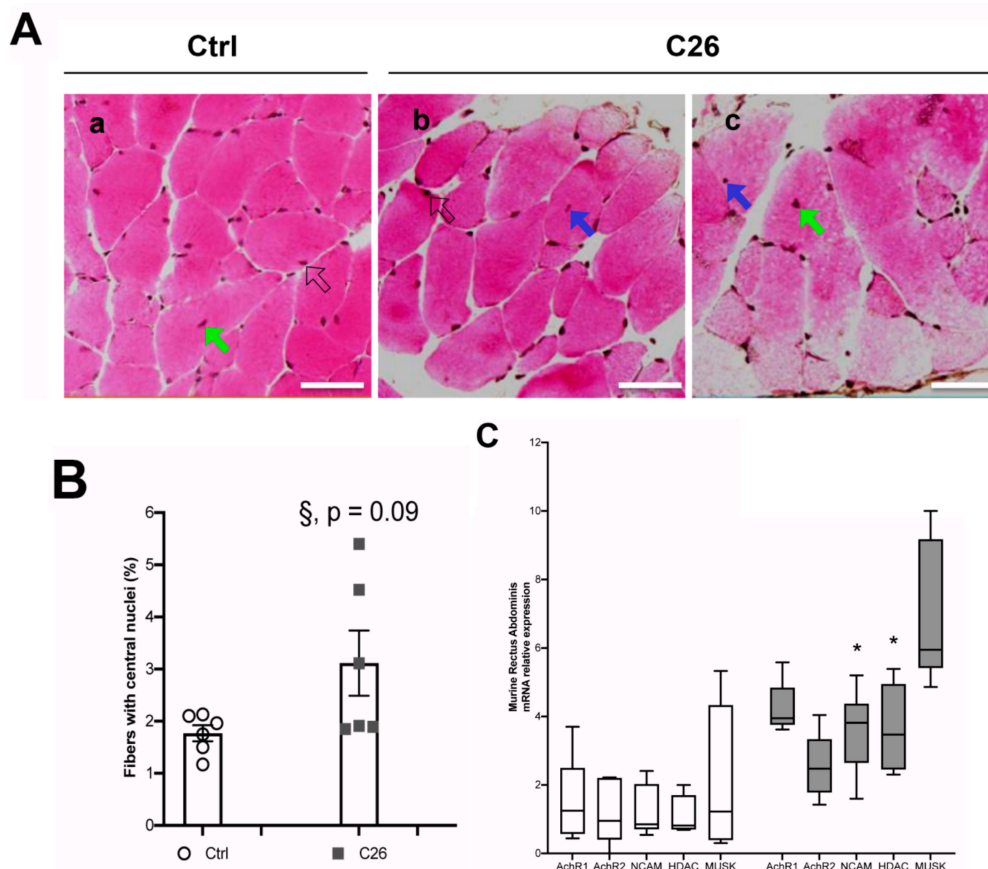 A
Ctrl
C26
a
b
c
B
§, p = 0.09
Fibers with central nuclei (%)
6
5
4
3
2
1
0
Ctrl
C26
C
Murine Rectus Abdominis
mRNA relative expression
12
10
8
6
4
2
0
* *
AchR1 AchR2 NCAM HDAC MUSK AchR1 AchR2 NCAM HDAC MUSK